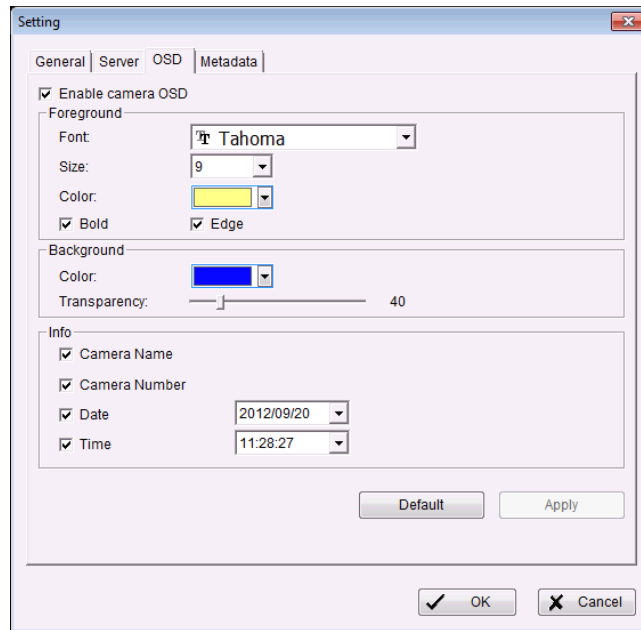 Setting
General Server OSD Metadata
Enable camera OSD
Foreground
Font: Tahoma
Size: 9
Color:
Bold Edge
Background
Color:
Transparency: 40
Info
Camera Name
Camera Number
Date 2012/09/20
Time 11:28:27
Default Apply
OK Cancel